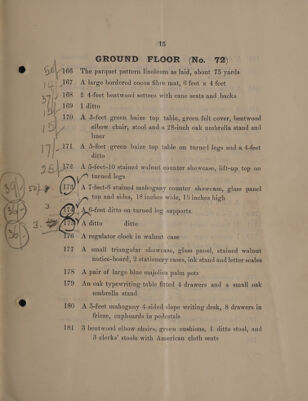 15
GROUND FLOOR (No. 72)
166 The parquet pattern linoleum as laid, about 75 yards
167 A large bordered cocoa fibre mat, 6 feet x 4 feet
168 2 4-feet bentwood settees with cane seats and backs
169 1 ditto
170 A 3-feet green baize top table, green felt cover, bentwood
elbow chair, stool and a 28-inch oak umbrella stand and
liner
17/- 171 A 5-feet green baize top table on turned legs and a 4-feet
ditto
172 A 5-feet-10 stained walnut counter showcase, lift-up top on
turned legs
173 A 7-feet-6 stained mahogany counter showcase, glass panel
top and sides, 18 inches wide, 15 inches high
3. 174 A 6-feet ditto on turned leg supports
3. 175 A ditto ditto
176 A regulator clock in walnut case
177 A small triangular showcase, glass panel, stained walnut
notice-board, 2 stationery cases, ink stand and letter scales
178 A pair of large blue majolica palm pots
179 An oak typewriting table fitted 4 drawers and a small oak
umbrella stand
180 A 5-feet mahogany 4-sided slope writing desk, 8 drawers in
frieze, cupboards in pedestals
181 3 bentwood elbow chairs, green cushions, 1 ditto stool, and
3 clerks' stools with American cloth seats